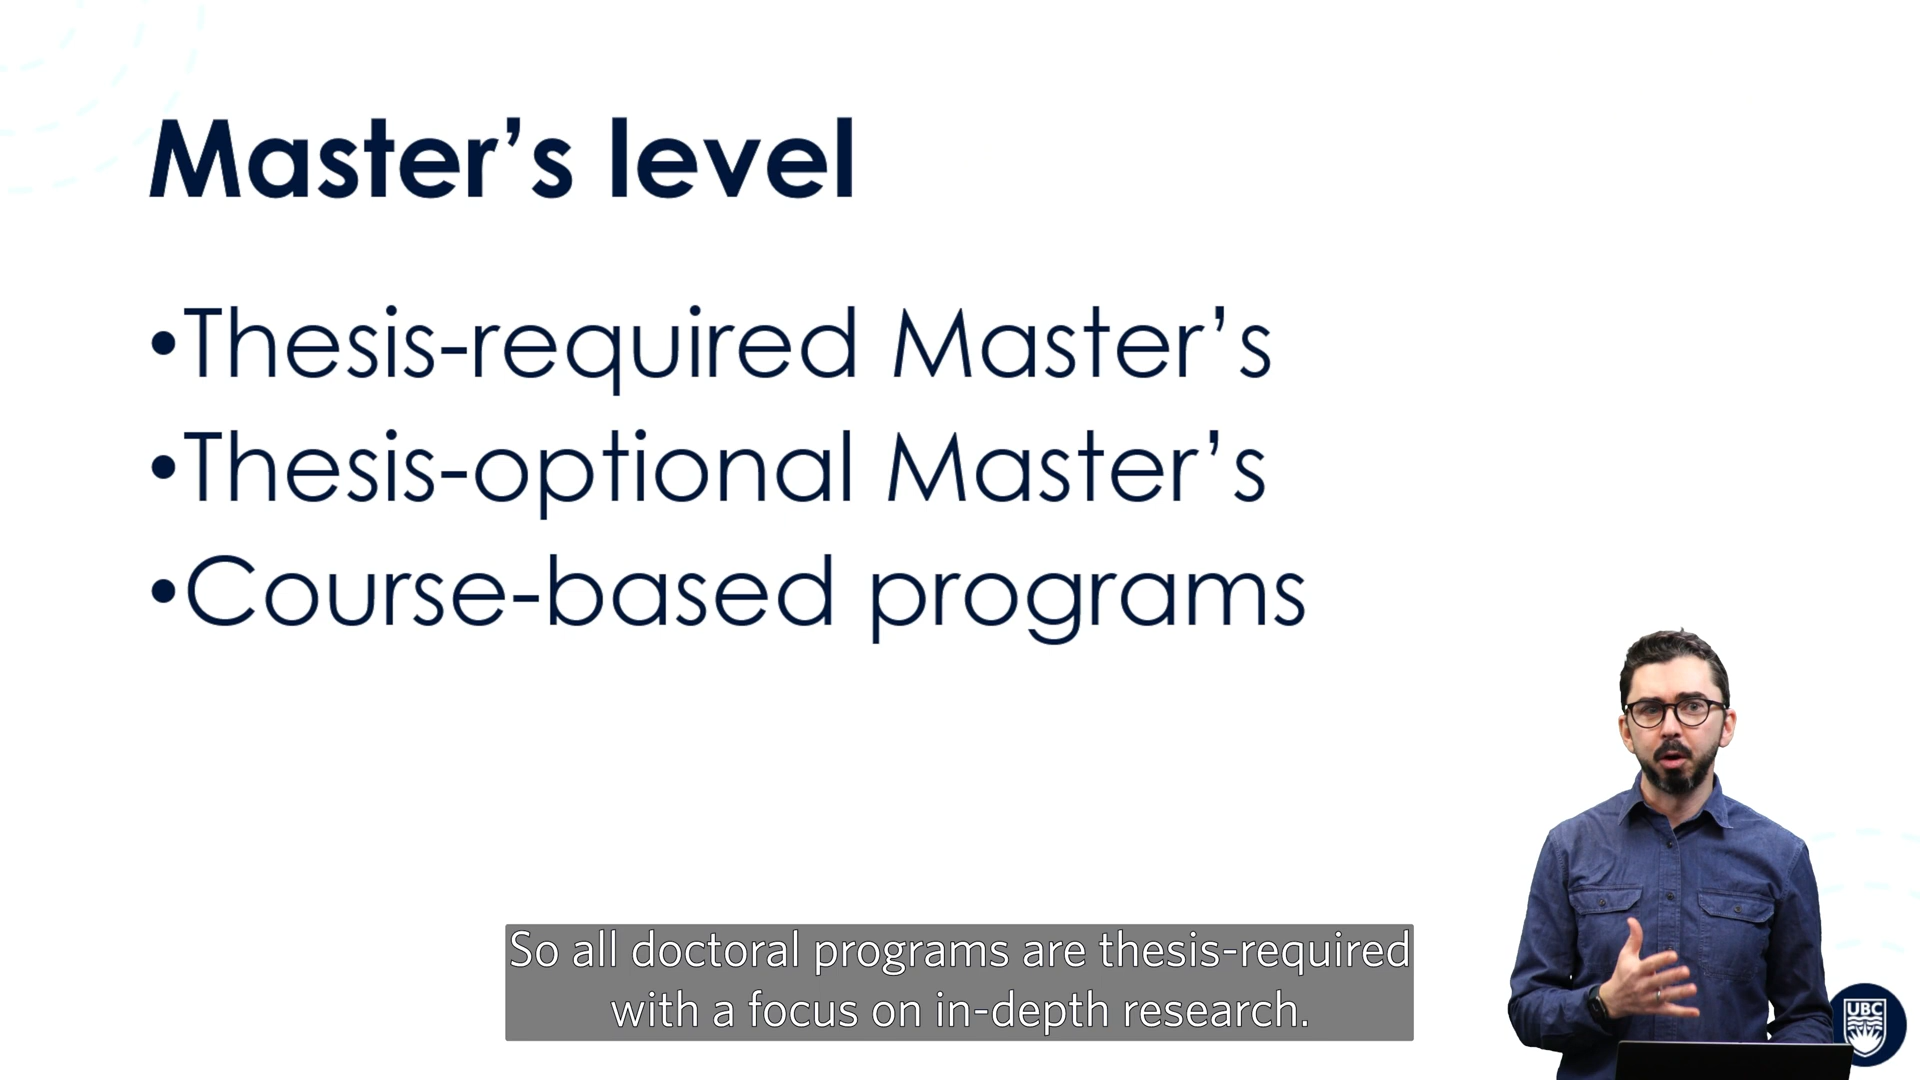 Master’s level
•Thesis-required Master’s
•Thesis-optional Master’s
•Course-based programs
So all doctoral programs are thesis-required
with a focus on in-depth research.
UBC